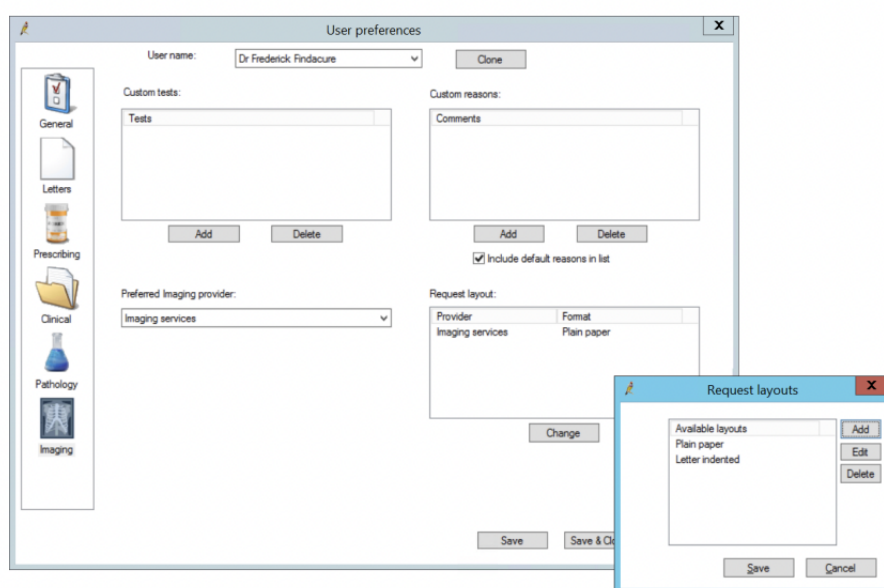 User preferences
X
User name:
Dr Frederick Findacure
Clone
General
Letters
Prescribing
Clinical
Pathology
Imaging
Custom tests:
Tests
Add
Delete
Custom reasons:
Comments
Add
Delete
Include default reasons in list
Preferred Imaging provider:
Imaging services
Request layout:
Provider Format
Imaging services Plain paper
Change
Save
Save &
Request layouts
X
Available layouts
Plain paper
Letter indented
Add
Edit
Delete
Save
Cancel